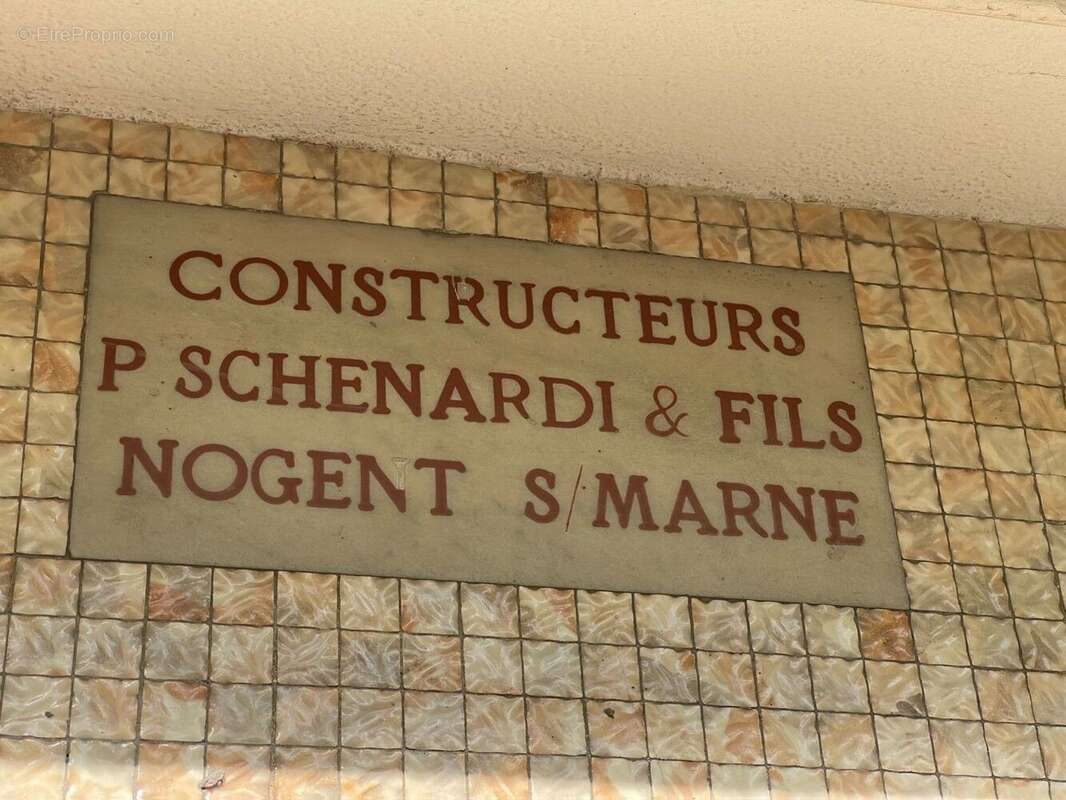 © EtreProprio.com
CONSTRUCTEURS
P SCHENARDI & FILS
NOGENT S/MARNE